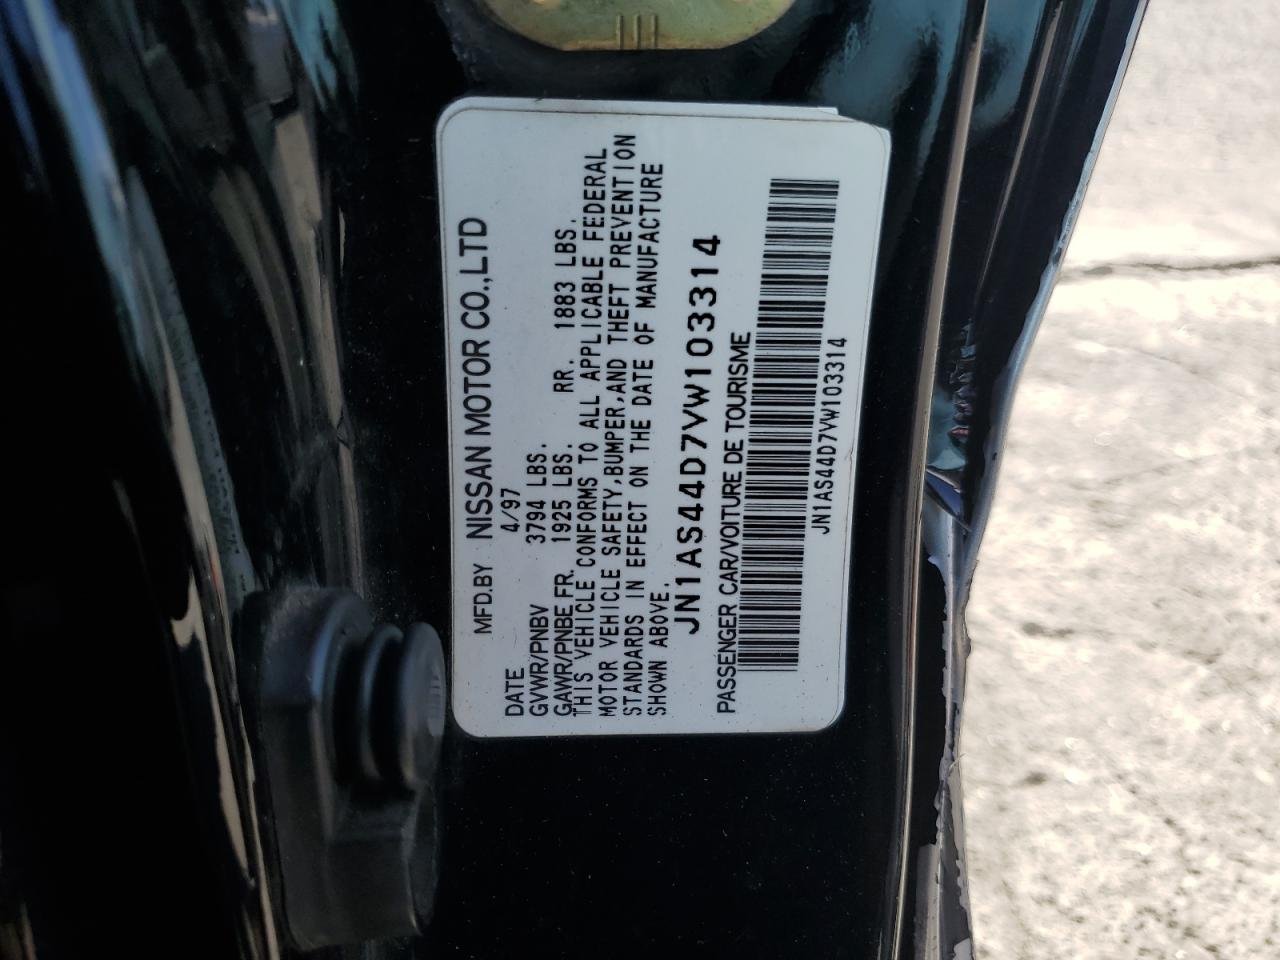 MFD.BY NISSAN MOTOR CO.,LTD
DATE 4/97
GVWR/PNBV 3794 LBS.
GAWR/PNBE FR. 1925 LBS. RR. 1883 LBS.
THIS VEHICLE CONFORMS TO ALL APPLICABLE FEDERAL
MOTOR VEHICLE SAFETY,BUMPER,AND THEFT PREVENTION
STANDARDS IN EFFECT ON THE DATE OF MANUFACTURE
SHOWN ABOVE.
JN1AS44D7VW103314
PASSENGER CAR/VOITURE DE TOURISME
JN1AS44D7VW103314